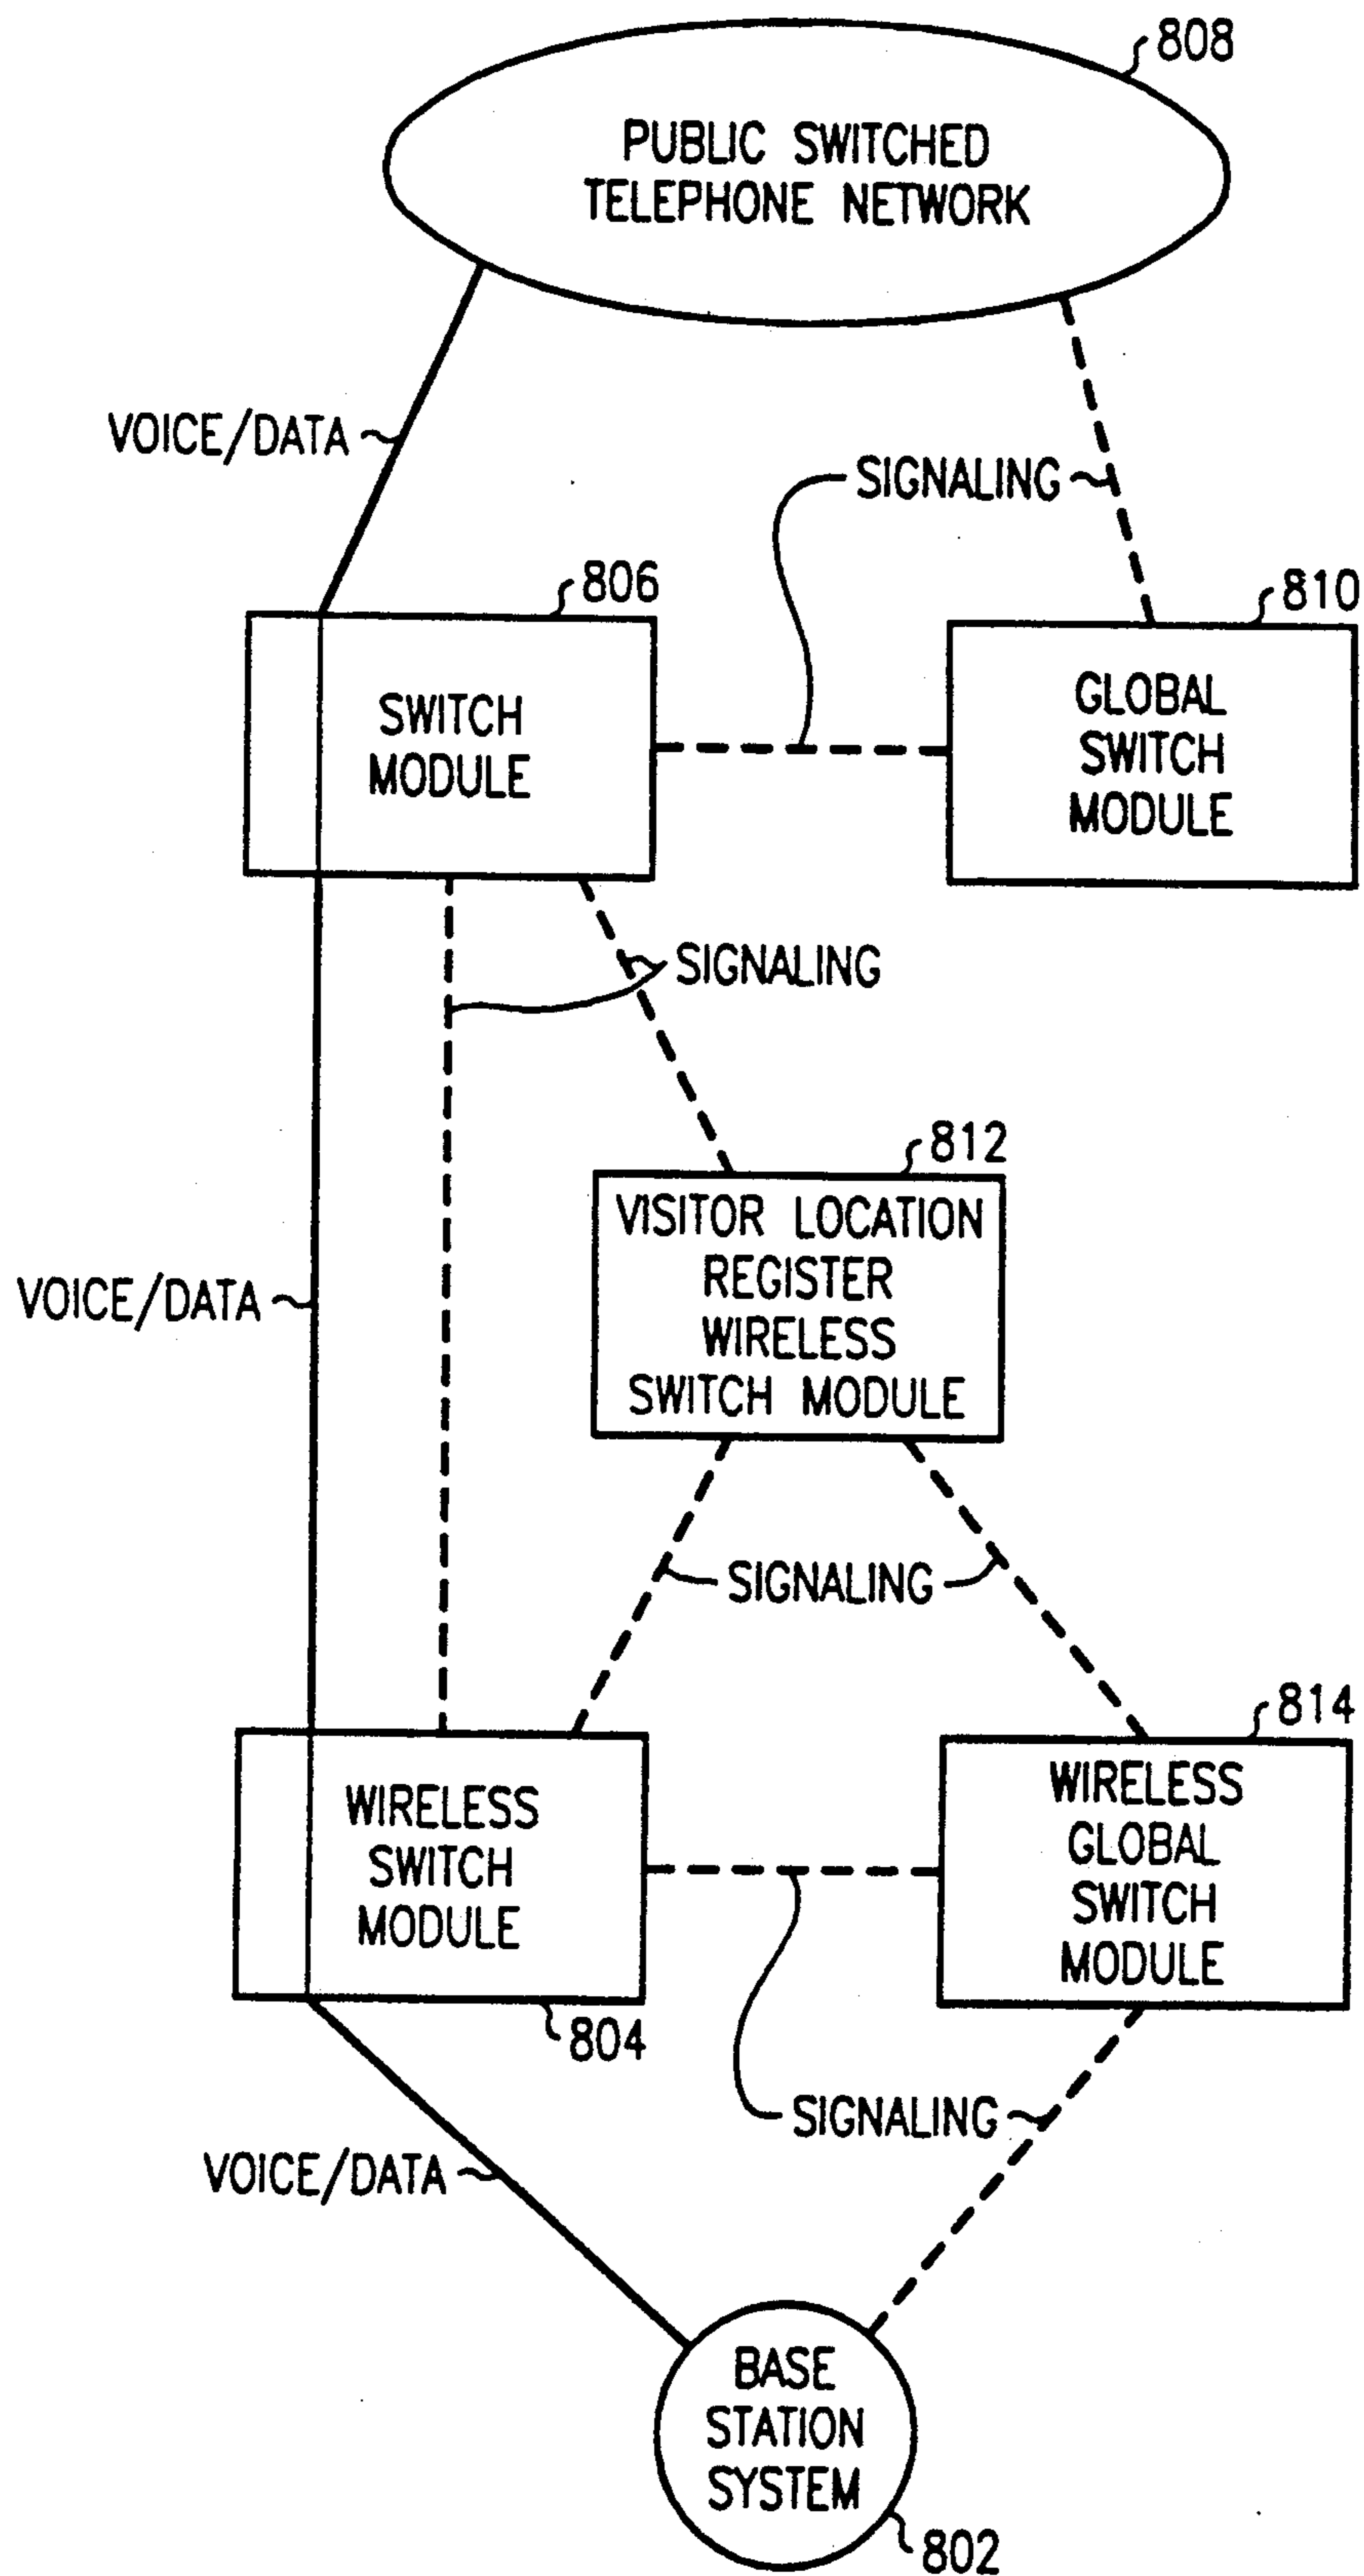 808
PUBLIC SWITCHED
TELEPHONE NETWORK
VOICE/DATA
SIGNALING
806
SWITCH
MODULE
810
GLOBAL
SWITCH
MODULE
SIGNALING
812
VISITOR LOCATION
REGISTER
WIRELESS
SWITCH MODULE
VOICE/DATA
SIGNALING
WIRELESS
SWITCH
MODULE
804
814
WIRELESS
GLOBAL
SWITCH
MODULE
SIGNALING
VOICE/DATA
BASE
STATION
SYSTEM
802